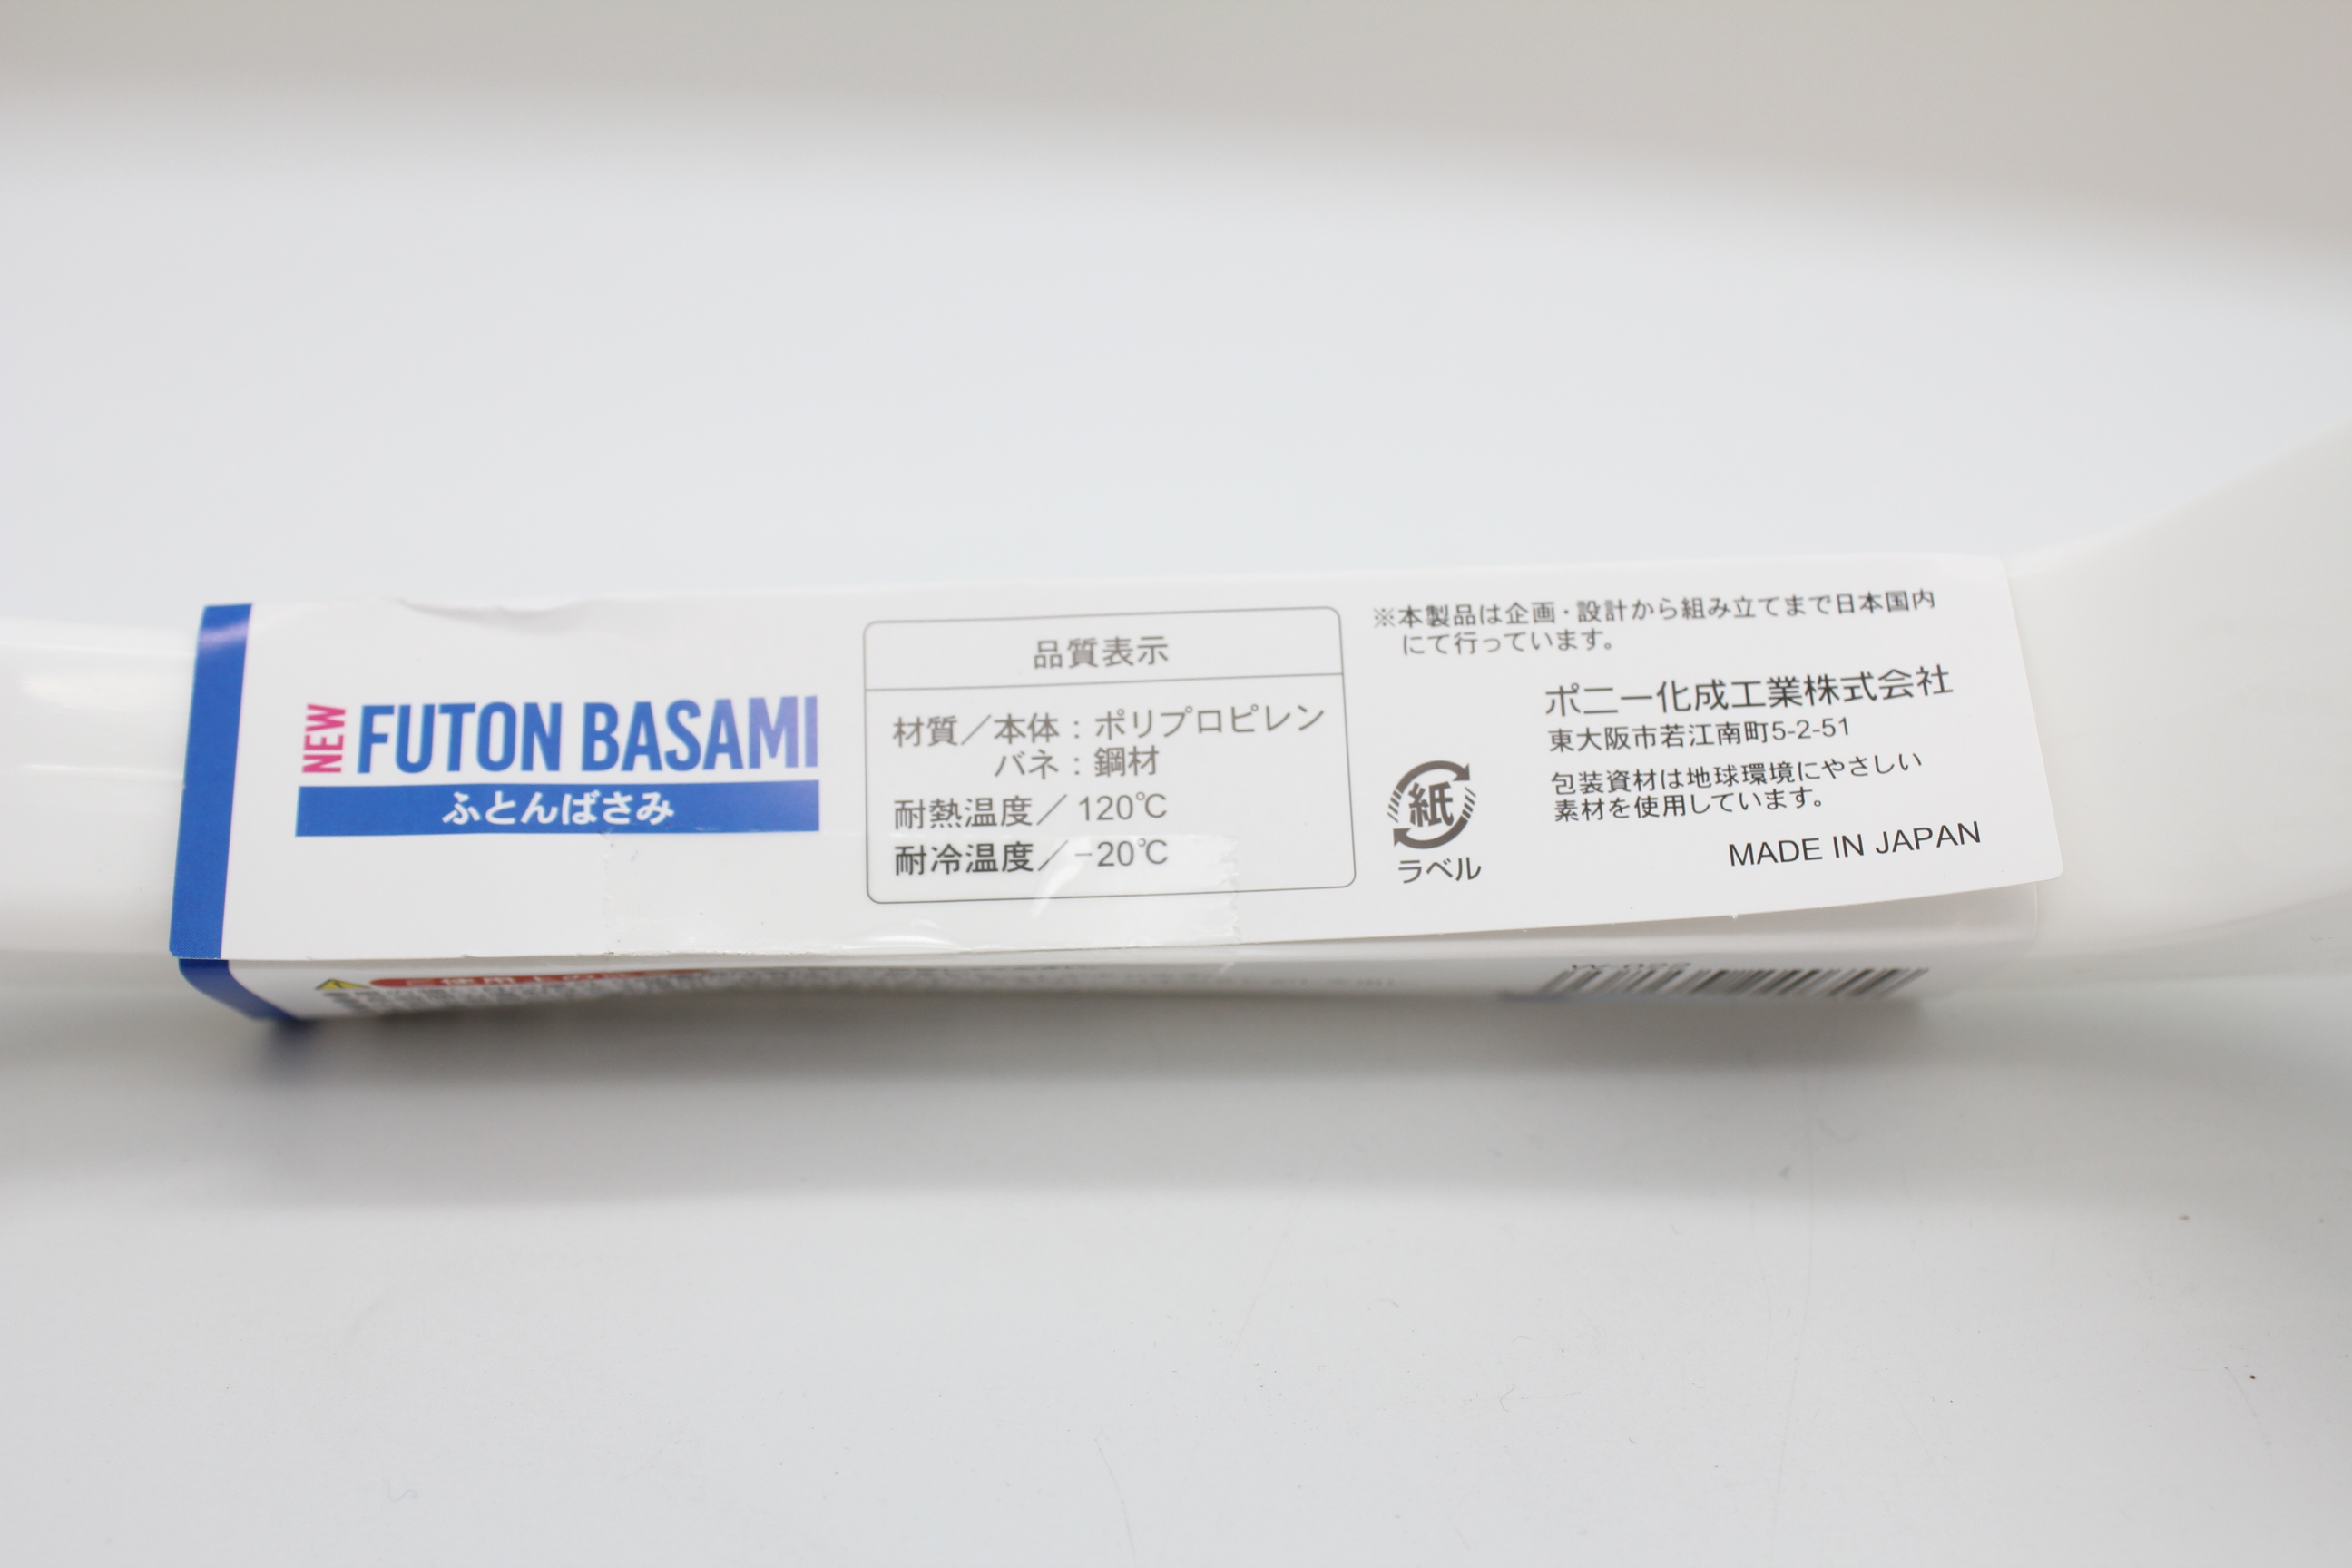 NEW FUTON BASAMI
ふとんばさみ
品質表示
材質／本体：ポリプロピレン
バネ：鋼材
耐熱温度／120℃
耐冷温度／−20℃
※本製品は企画・設計から組み立てまで日本国内
にて行っています。
ポニー化成工業株式会社
東大阪市若江南町5-2-51
包装資材は地球環境にやさしい
素材を使用しています。
紙
ラベル
MADE IN JAPAN